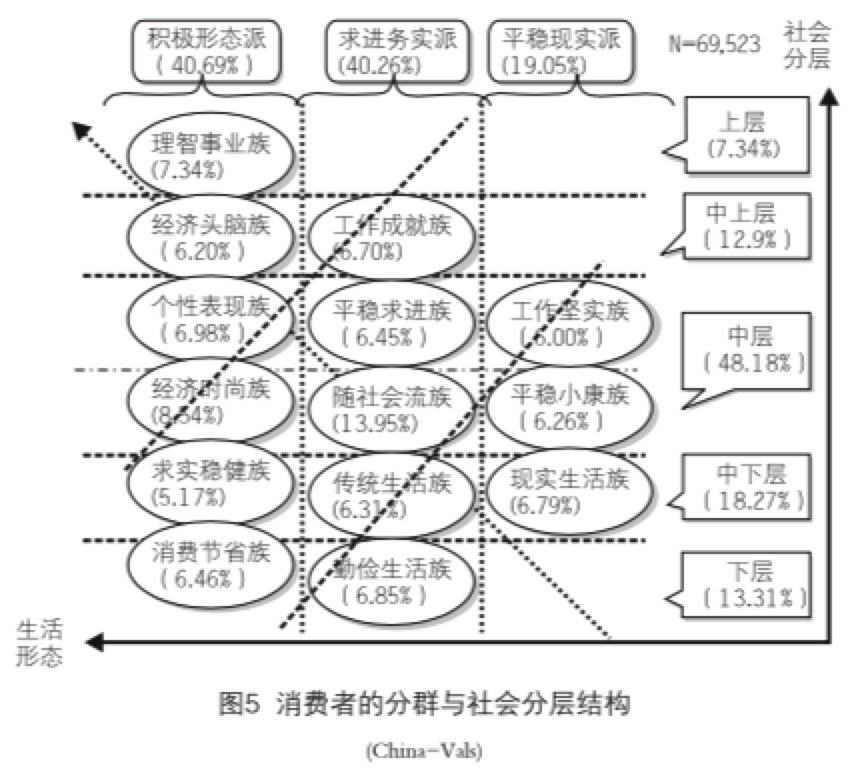 积极形态派
( 40.69% )
求进务实派
(40.26%)
平稳现实派
(19.05%)
N=69,523
社会
分层
理智事业族
(7.34%)
上层
(7.34%)
经济头脑族
( 6.20% )
工作成就族
(6.70%)
中上层
( 12.9% )
个性表现族
( 6.98% )
平稳求进族
( 6.45% )
工作坚实族
( 6.00% )
中层
( 48.18% )
经济时尚族
(8.54%)
随社会流族
(13.95%)
平稳小康族
( 6.26% )
求实稳健族
(5.17%)
传统生活族
(6.31%)
现实生活族
(6.79%)
中下层
( 18.27% )
消费节省族
( 6.46% )
勤俭生活族
( 6.85% )
下层
( 13.31% )
生活
形态
图5 消费者的分群与社会分层结构
(China-Vals)